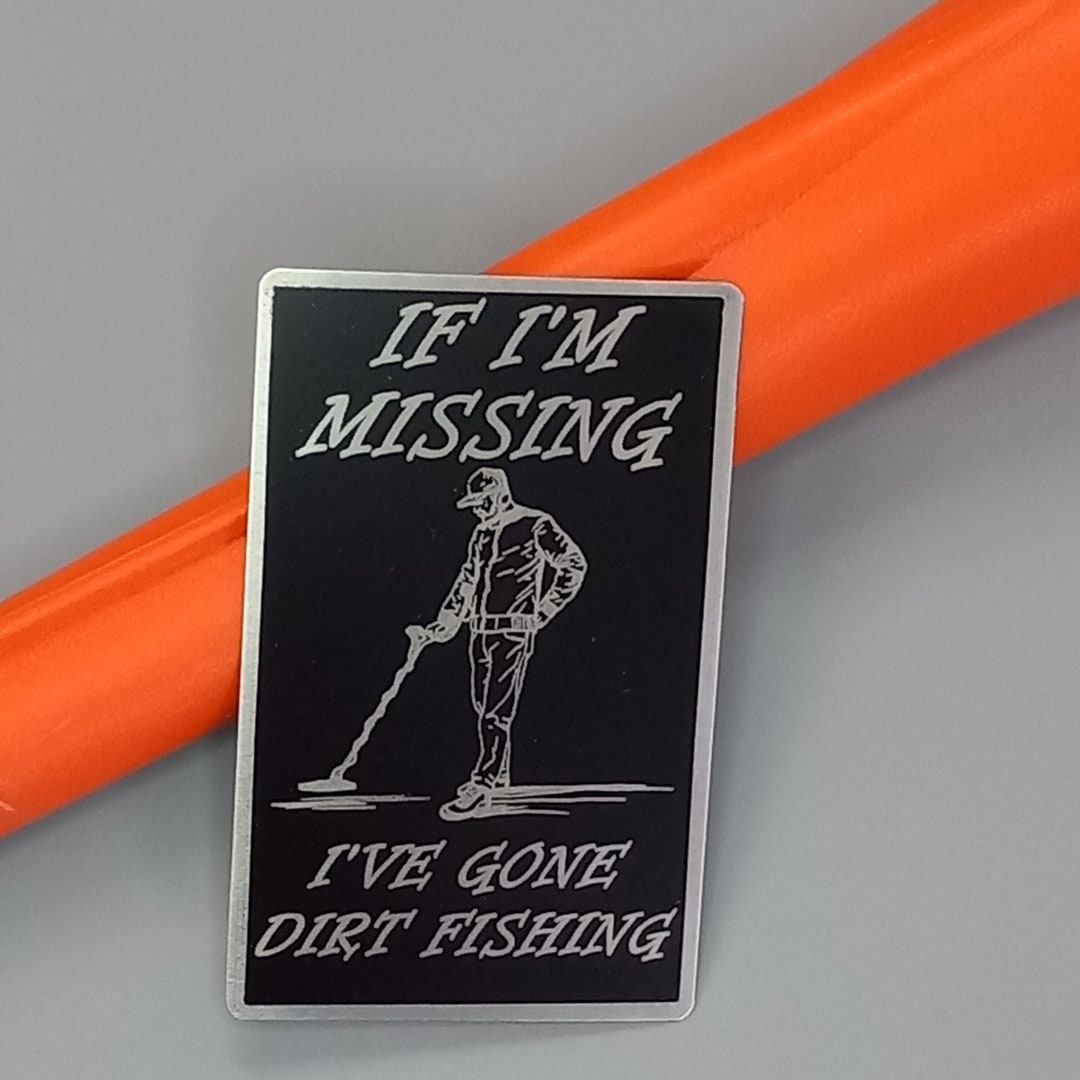 IF I'M
MISSING
I'VE GONE
DIRT FISHING